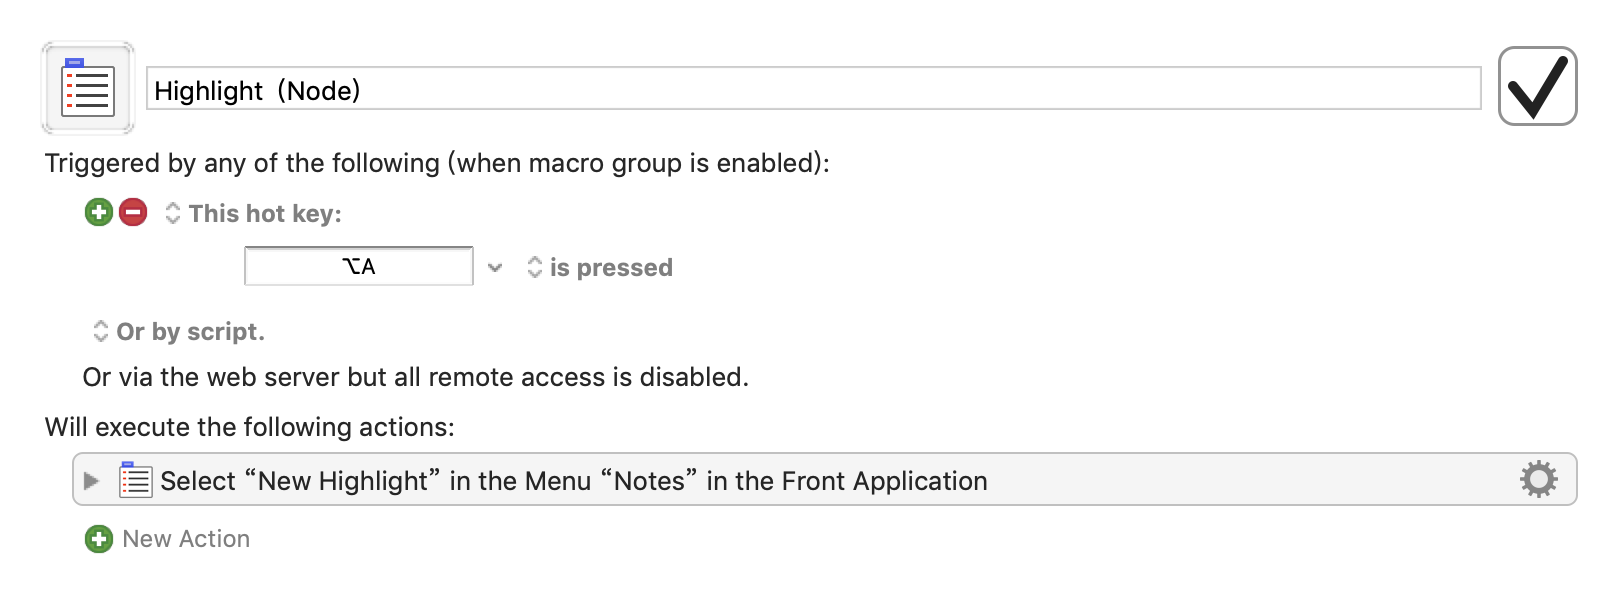 Highlight  (Node)
Triggered by any of the following (when macro group is enabled):
This hot key:
⌥A is pressed
Or by script.
Or via the web server but all remote access is disabled.
Will execute the following actions:
Select “New Highlight” in the Menu “Notes” in the Front Application
New Action